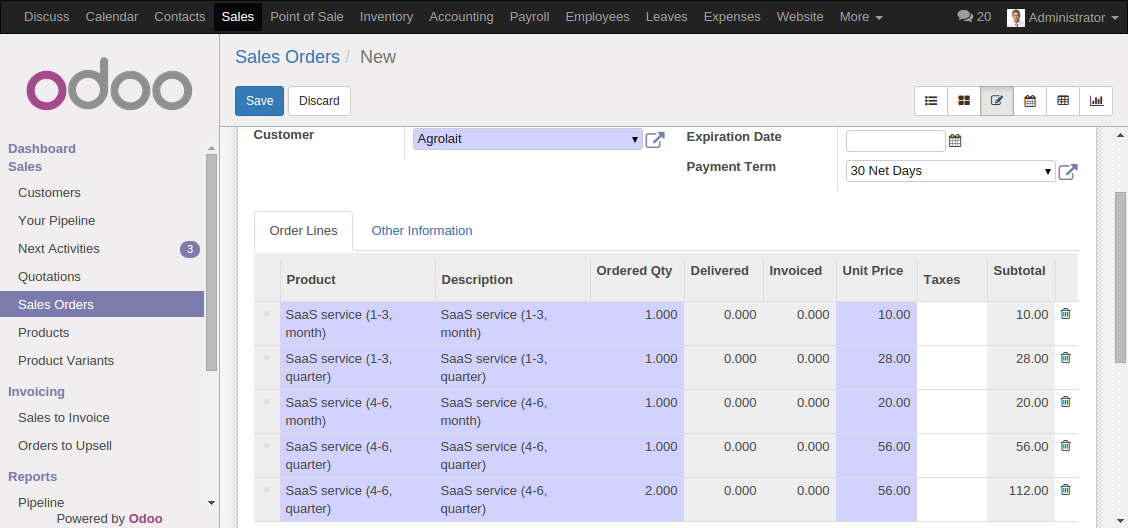 Discuss Calendar Contacts Sales Point of Sale Inventory Accounting Payroll Employees Leaves Expenses Website More 20 Administrator
odoo
Dashboard
Sales
Customers
Your Pipeline
Next Activities 3
Quotations
Sales Orders
Products
Product Variants
Invoicing
Sales to Invoice
Orders to Upsell
Reports
Pipeline
Powered by Odoo
Sales Orders / New
Save Discard
Customer Agrolait Expiration Date
Payment Term 30 Net Days
Order Lines Other Information
Product Description Ordered Qty Delivered Invoiced Unit Price Taxes Subtotal
SaaS service (1-3, SaaS service (1-3, 1.000 0.000 0.000 10.00 10.00
month) month)
SaaS service (1-3, SaaS service (1-3, 1.000 0.000 0.000 28.00 28.00
quarter) quarter)
SaaS service (4-6, SaaS service (4-6, 1.000 0.000 0.000 20.00 20.00
month) month)
SaaS service (4-6, SaaS service (4-6, 1.000 0.000 0.000 56.00 56.00
quarter) quarter)
SaaS service (4-6, SaaS service (4-6, 2.000 0.000 0.000 56.00 112.00
quarter) quarter)